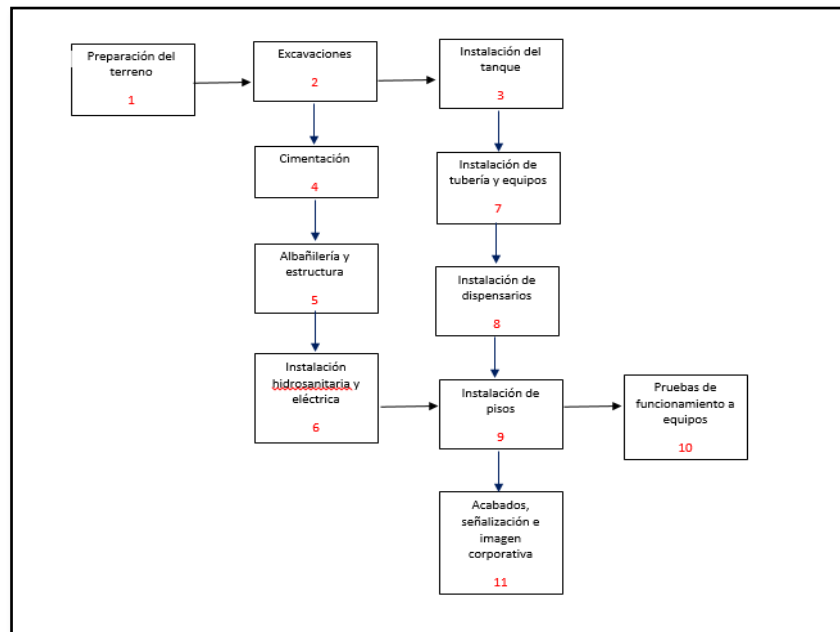 Preparación del
terreno
1
Excavaciones
2
Instalación del
tanque
3
Cimentación
4
Instalación de
tubería y equipos
7
Albañilería y
estructura
5
Instalación de
dispensarios
8
Instalación
hidrosanitaria y
eléctrica
6
Instalación de
pisos
9
Pruebas de
funcionamiento a
equipos
10
Acabados,
señalización e
imagen
corporativa
11